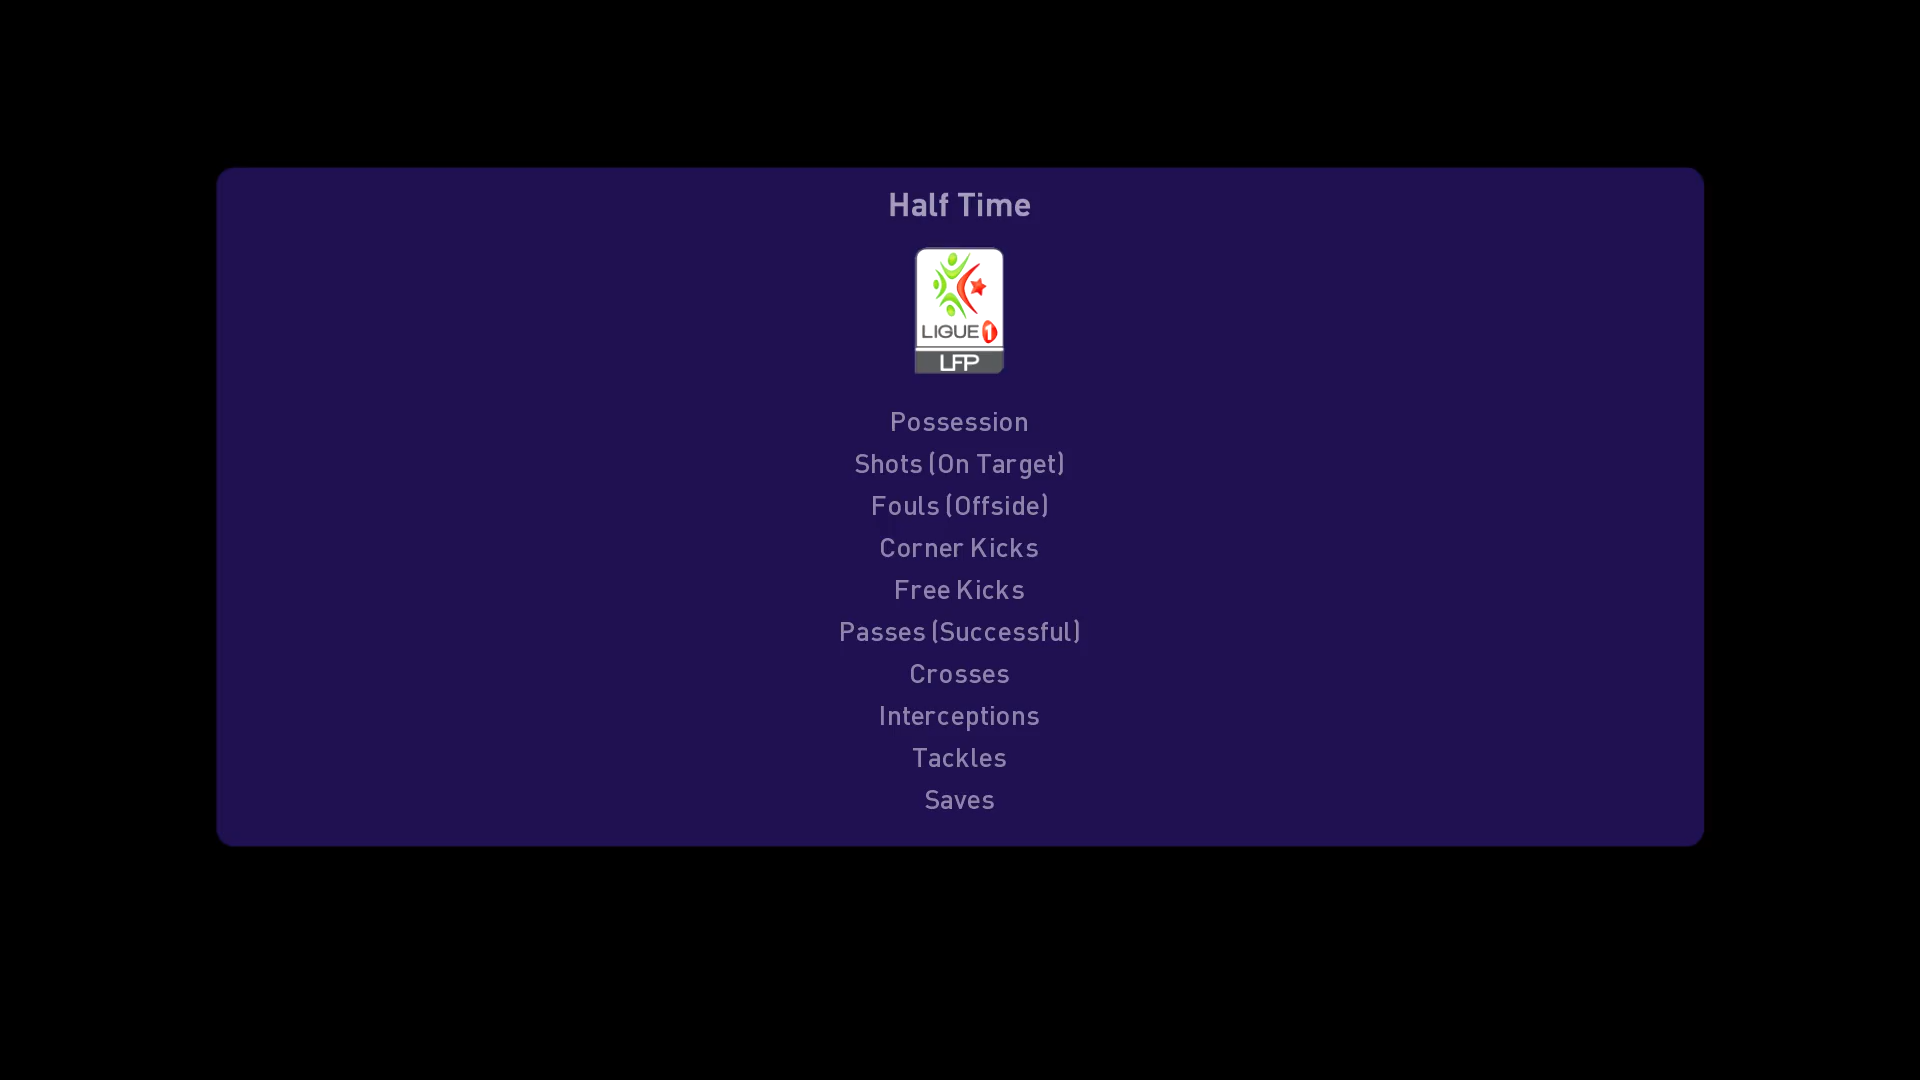 Half Time
LIGUE 1
LFP
Possession
Shots (On Target)
Fouls (Offside)
Corner Kicks
Free Kicks
Passes (Successful)
Crosses
Interceptions
Tackles
Saves